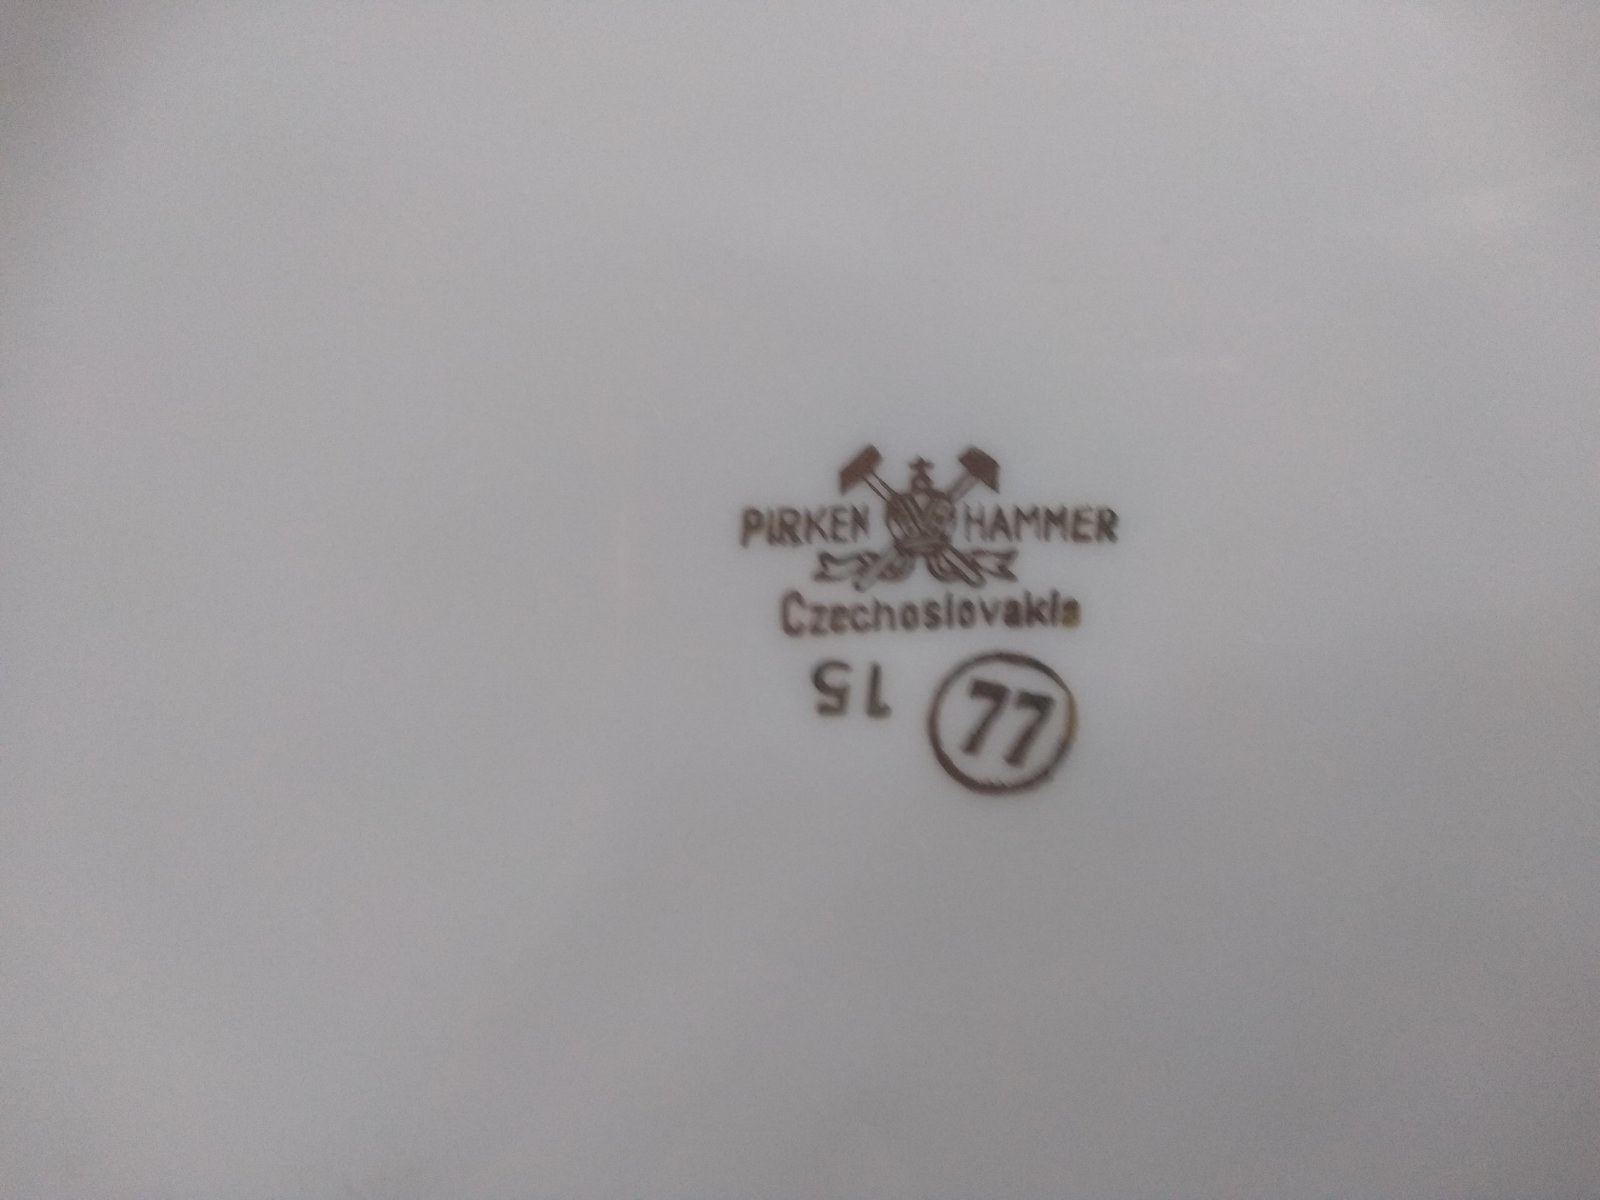 PIRKEN HAMMER
Czechoslovakia
15 77